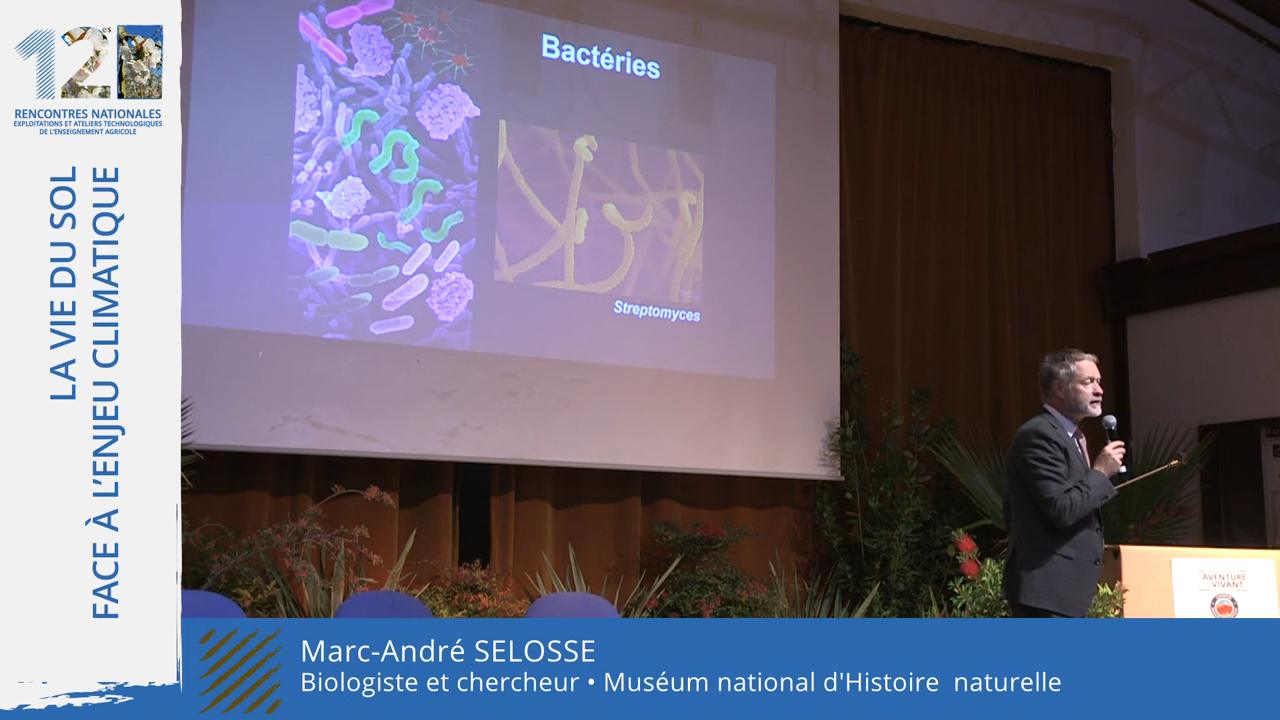 12es
RENCONTRES NATIONALES
EXPLOITATIONS ET ATELIERS TECHNOLOGIQUES
DE L'ENSEIGNEMENT AGRICOLE
LA VIE DU SOL
FACE À L'ENJEU CLIMATIQUE
Bactéries
Streptomyces
AVENTURE
VIVANT
Marc-André SELOSSE
Biologiste et chercheur • Muséum national d'Histoire naturelle